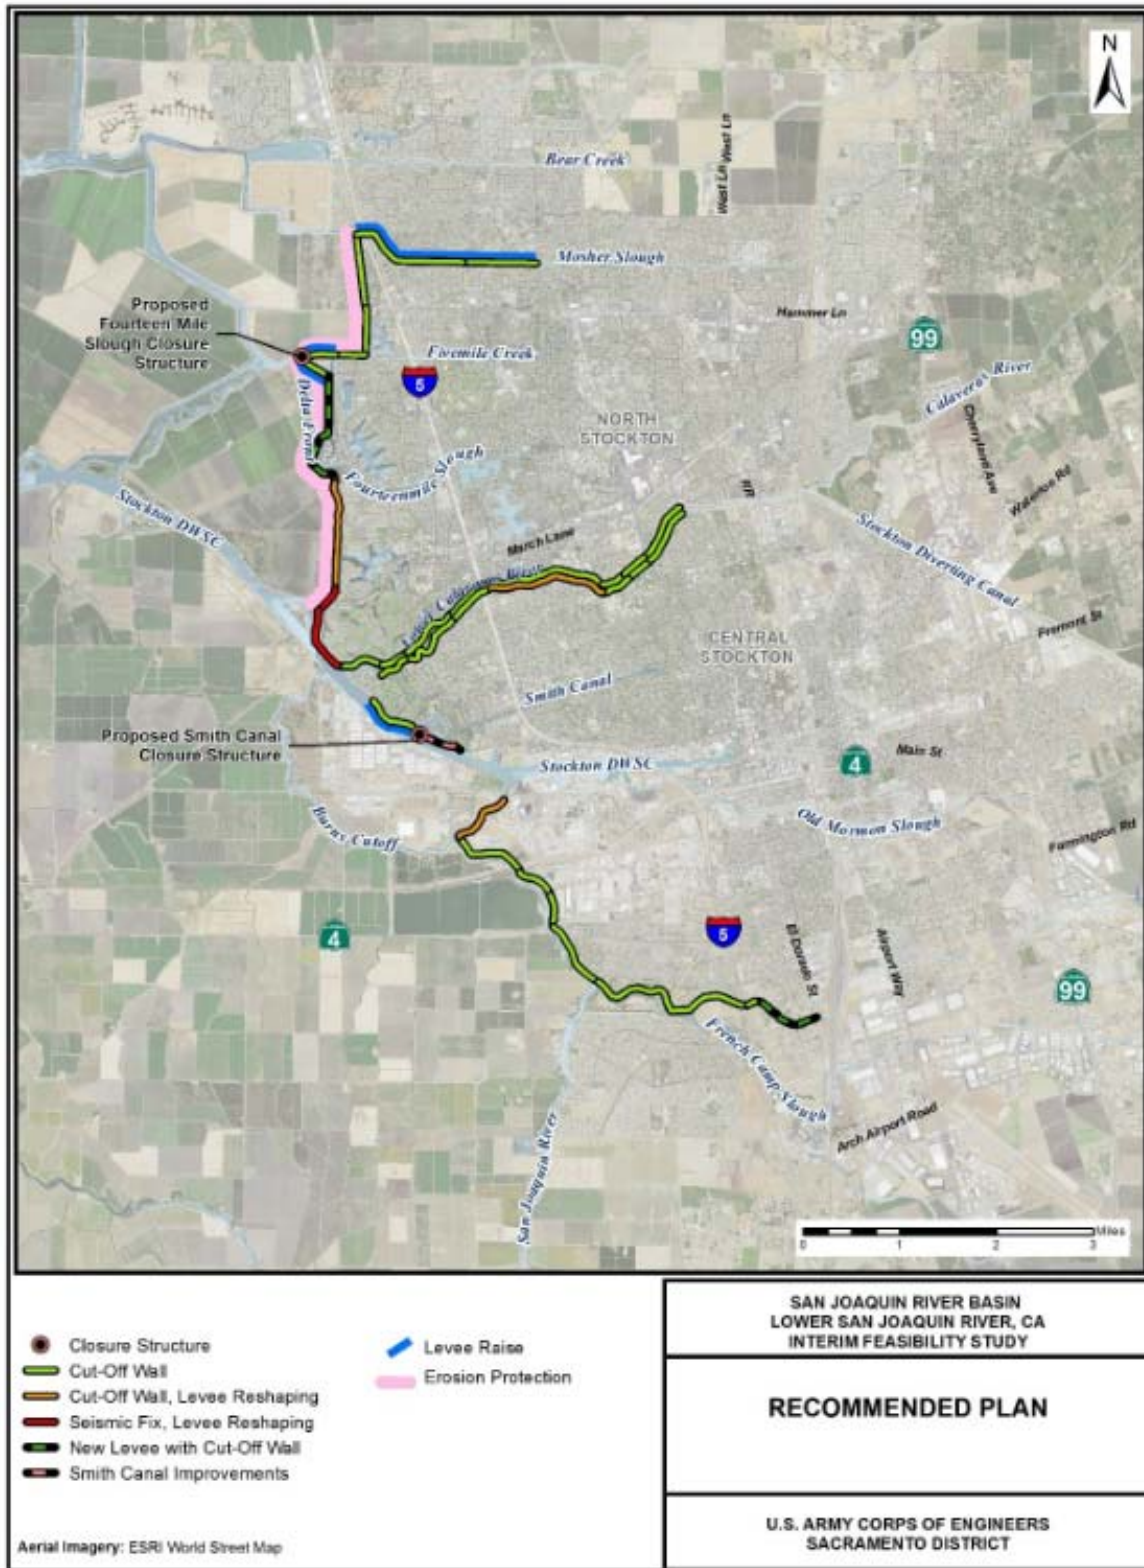 N
Bear Creek
West Ln
West Ln
Mosher Slough
Proposed
Fourteen Mile
Slough Closure
Structure
Hammer Ln
99
Fivemile Creek
5
Calaveras River
Delta Front
NORTH
STOCKTON
Cherryland Ave
Fourteenmile Slough
Waterloo Rd
Stockton DWSC
RR
March Lane
Stockton Diverting Canal
Lower Calaveras River
Fremont St
CENTRAL
STOCKTON
Smith Canal
Proposed Smith Canal
Closure Structure
Main St
4
Stockton DWSC
Burns Cutoff
Old Mormon Slough
Farmington Rd
4
5
El Dorado St
Airport Way
99
French Camp Slough
San Joaquin River
Arch Airport Road
Miles
0 1 2 3
Closure Structure
Cut-Off Wall
Cut-Off Wall, Levee Reshaping
Seismic Fix, Levee Reshaping
New Levee with Cut-Off Wall
Smith Canal Improvements
Levee Raise
Erosion Protection
Aerial Imagery: ESRI World Street Map
SAN JOAQUIN RIVER BASIN
LOWER SAN JOAQUIN RIVER, CA
INTERIM FEASIBILITY STUDY
RECOMMENDED PLAN
U.S. ARMY CORPS OF ENGINEERS
SACRAMENTO DISTRICT